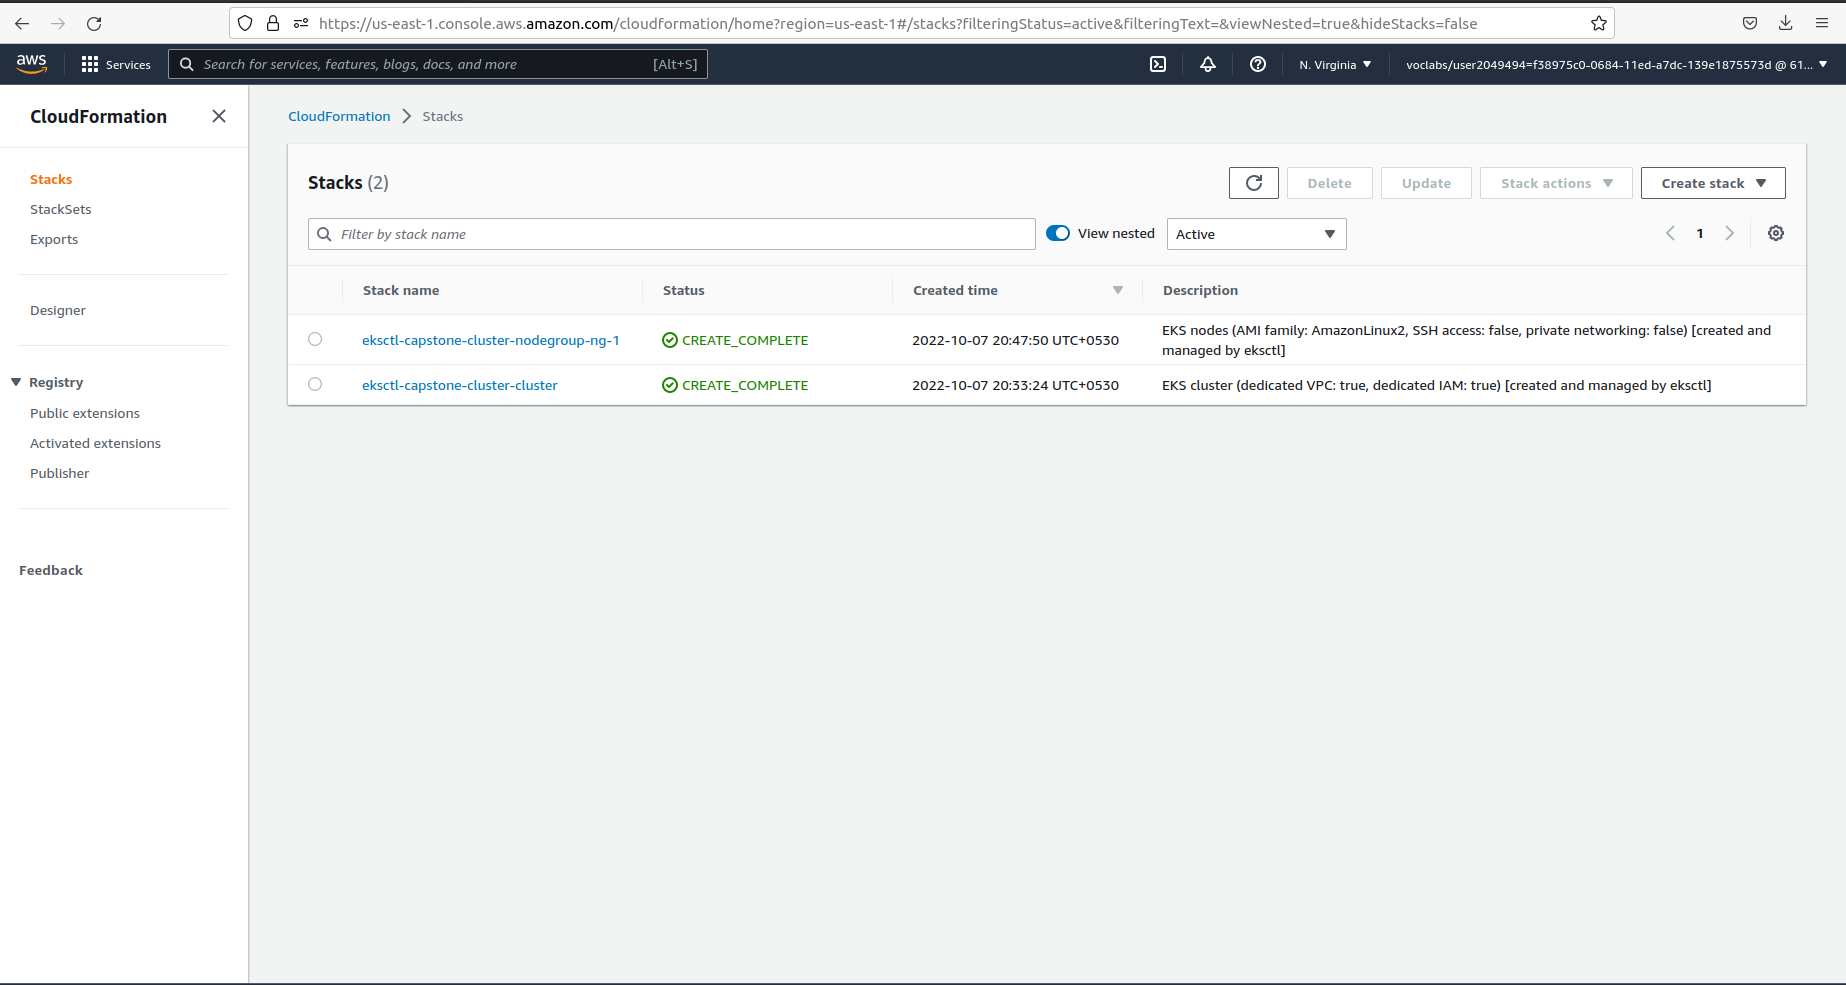 https://us-east-1.console.aws.amazon.com/cloudformation/home?region=us-east-1#/stacks?filteringStatus=active&filteringText=&viewNested=true&hideStacks=false
aws
Services
Search for services, features, blogs, docs, and more
[Alt+S]
N. Virginia
voclabs/user2049494=f38975c0-0684-11ed-a7dc-139e1875573d @ 61...
CloudFormation
Stacks
StackSets
Exports
Designer
Registry
Public extensions
Activated extensions
Publisher
Feedback
CloudFormation > Stacks
Stacks (2)
Delete
Update
Stack actions
Create stack
Filter by stack name
View nested
Active
1
Stack name Status Created time Description
eksctl-capstone-cluster-nodegroup-ng-1 CREATE_COMPLETE 2022-10-07 20:47:50 UTC+0530 EKS nodes (AMI family: AmazonLinux2, SSH access: false, private networking: false) [created and
managed by eksctl]
eksctl-capstone-cluster-cluster CREATE_COMPLETE 2022-10-07 20:33:24 UTC+0530 EKS cluster (dedicated VPC: true, dedicated IAM: true) [created and managed by eksctl]